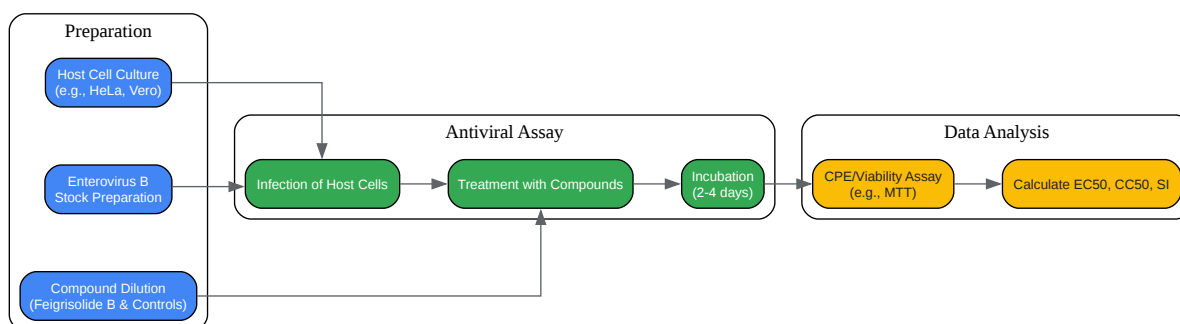 Preparation
Host Cell Culture
(e.g., HeLa, Vero)
Enterovirus B
Stock Preparation
Compound Dilution
(Feigrisolide B & Controls)
Antiviral Assay
Infection of Host Cells
Treatment with Compounds
Incubation
(2-4 days)
Data Analysis
CPE/Viability Assay
(e.g., MTT)
Calculate EC50, CC50, SI